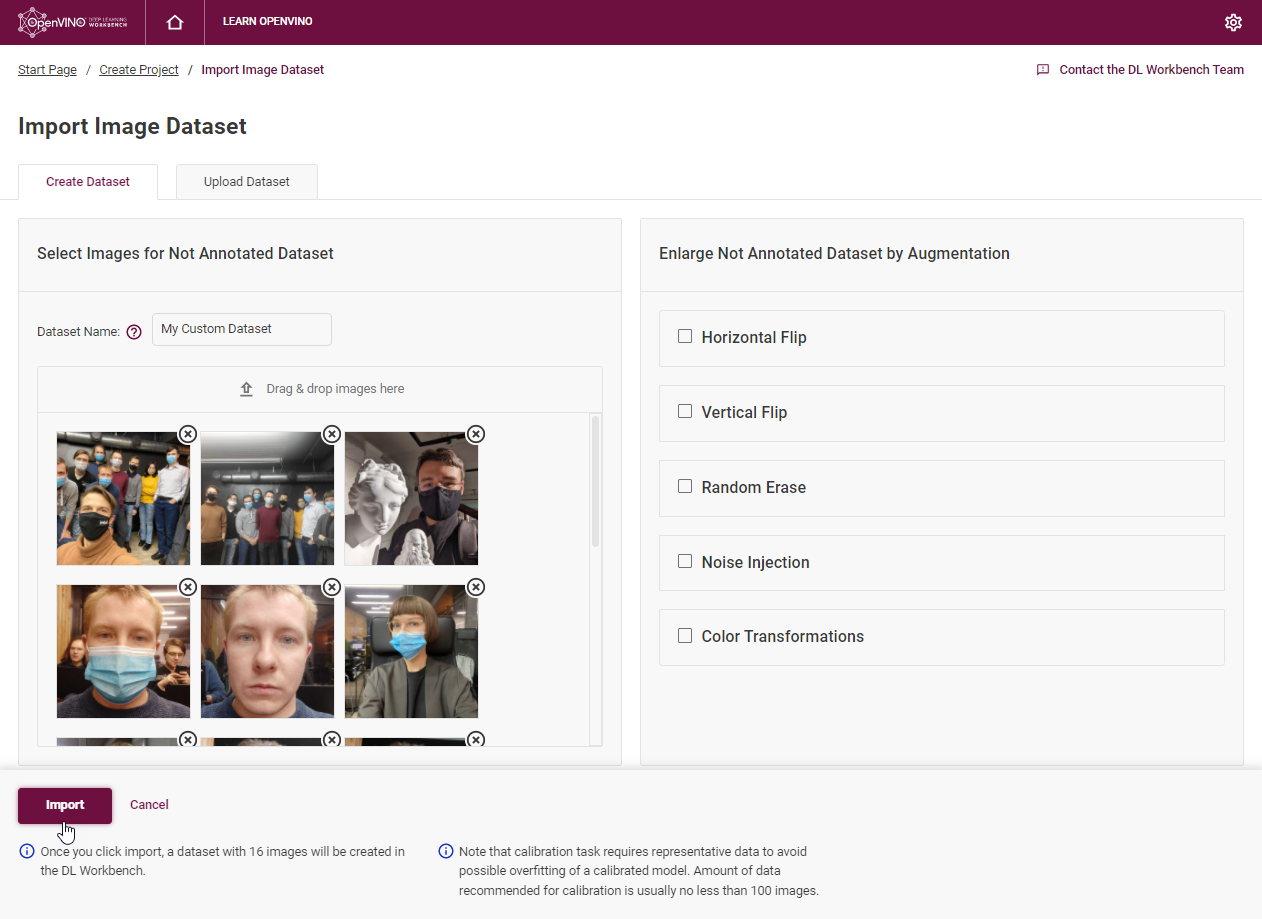 OpenVINO DEEP LEARNING WORKBENCH
LEARN OPENVINO
Start Page / Create Project / Import Image Dataset
Contact the DL Workbench Team
Import Image Dataset
Create Dataset
Upload Dataset
Select Images for Not Annotated Dataset
Dataset Name: ? My Custom Dataset
Drag & drop images here
Enlarge Not Annotated Dataset by Augmentation
Horizontal Flip
Vertical Flip
Random Erase
Noise Injection
Color Transformations
Import
Cancel
Once you click import, a dataset with 16 images will be created in
the DL Workbench.
Note that calibration task requires representative data to avoid
possible overfitting of a calibrated model. Amount of data
recommended for calibration is usually no less than 100 images.